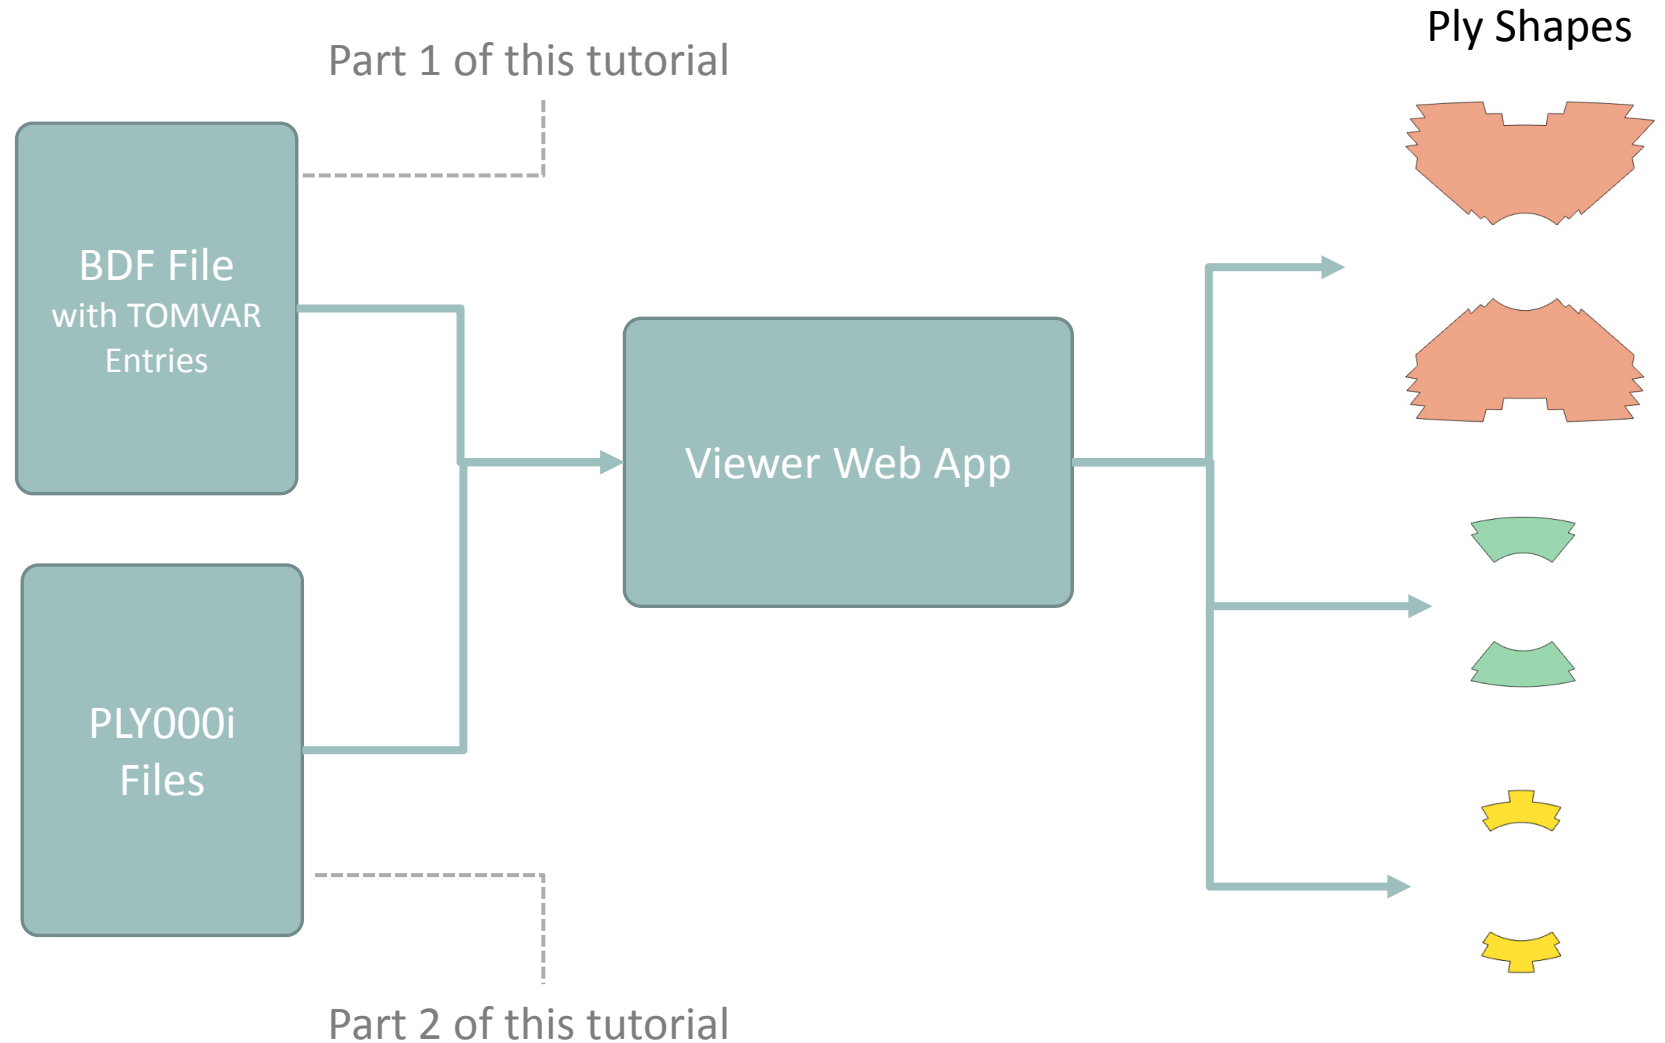 Ply Shapes
Part 1 of this tutorial
BDF File
with TOMVAR
Entries
Viewer Web App
PLY000i
Files
Part 2 of this tutorial